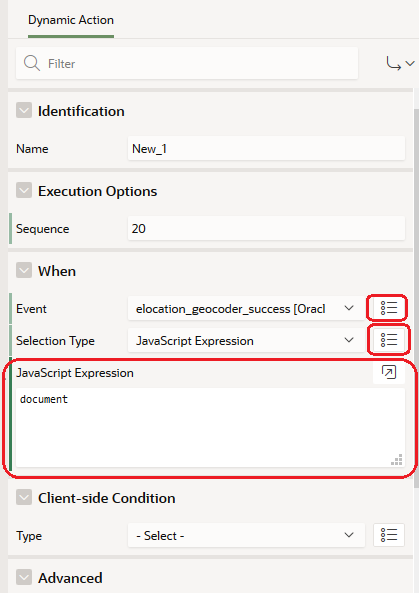 Dynamic Action
Filter
Identification
Name New_1
Execution Options
Sequence 20
When
Event elocation_geocoder_success [Oracl
Selection Type JavaScript Expression
JavaScript Expression
document
Client-side Condition
Type - Select -
Advanced